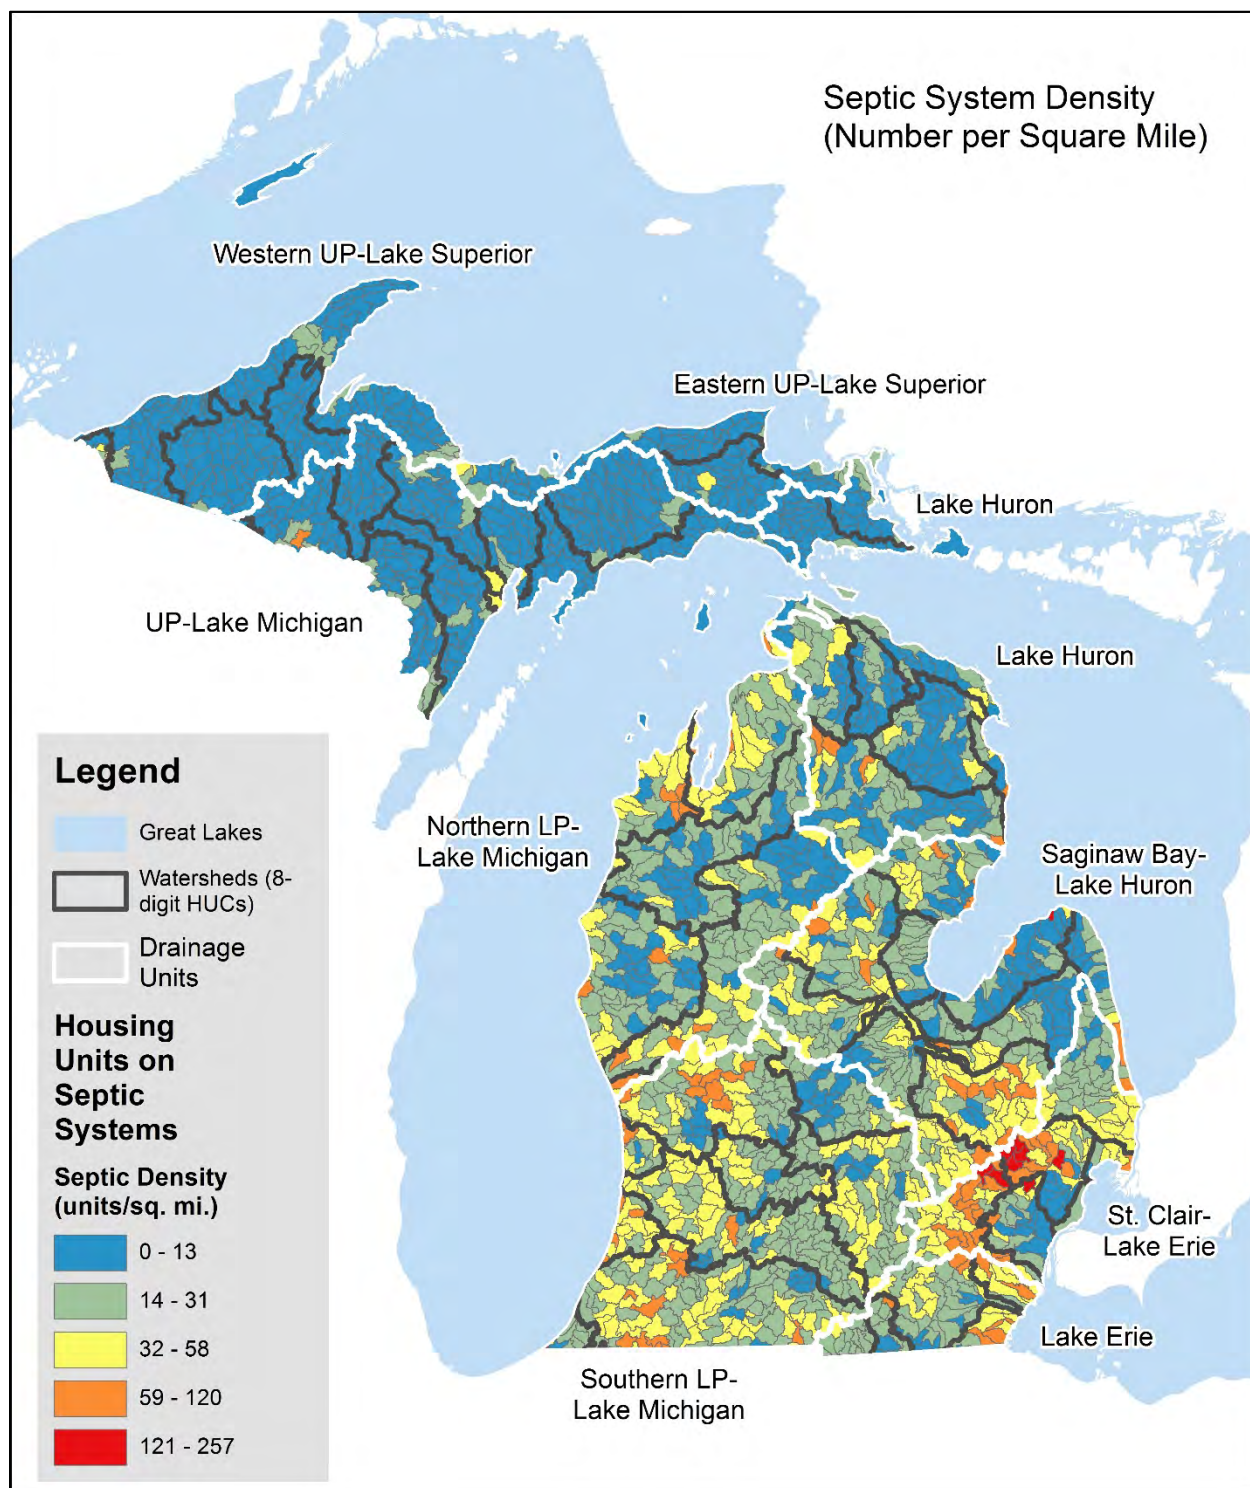 Septic System Density
(Number per Square Mile)
Western UP-Lake Superior
Eastern UP-Lake Superior
Lake Huron
UP-Lake Michigan
Lake Huron
Northern LP-
Lake Michigan
Saginaw Bay-
Lake Huron
St. Clair-
Lake Erie
Lake Erie
Southern LP-
Lake Michigan
Legend
Great Lakes
Watersheds (8-
digit HUCs)
Drainage
Units
Housing
Units on
Septic
Systems
Septic Density
(units/sq. mi.)
0 - 13
14 - 31
32 - 58
59 - 120
121 - 257